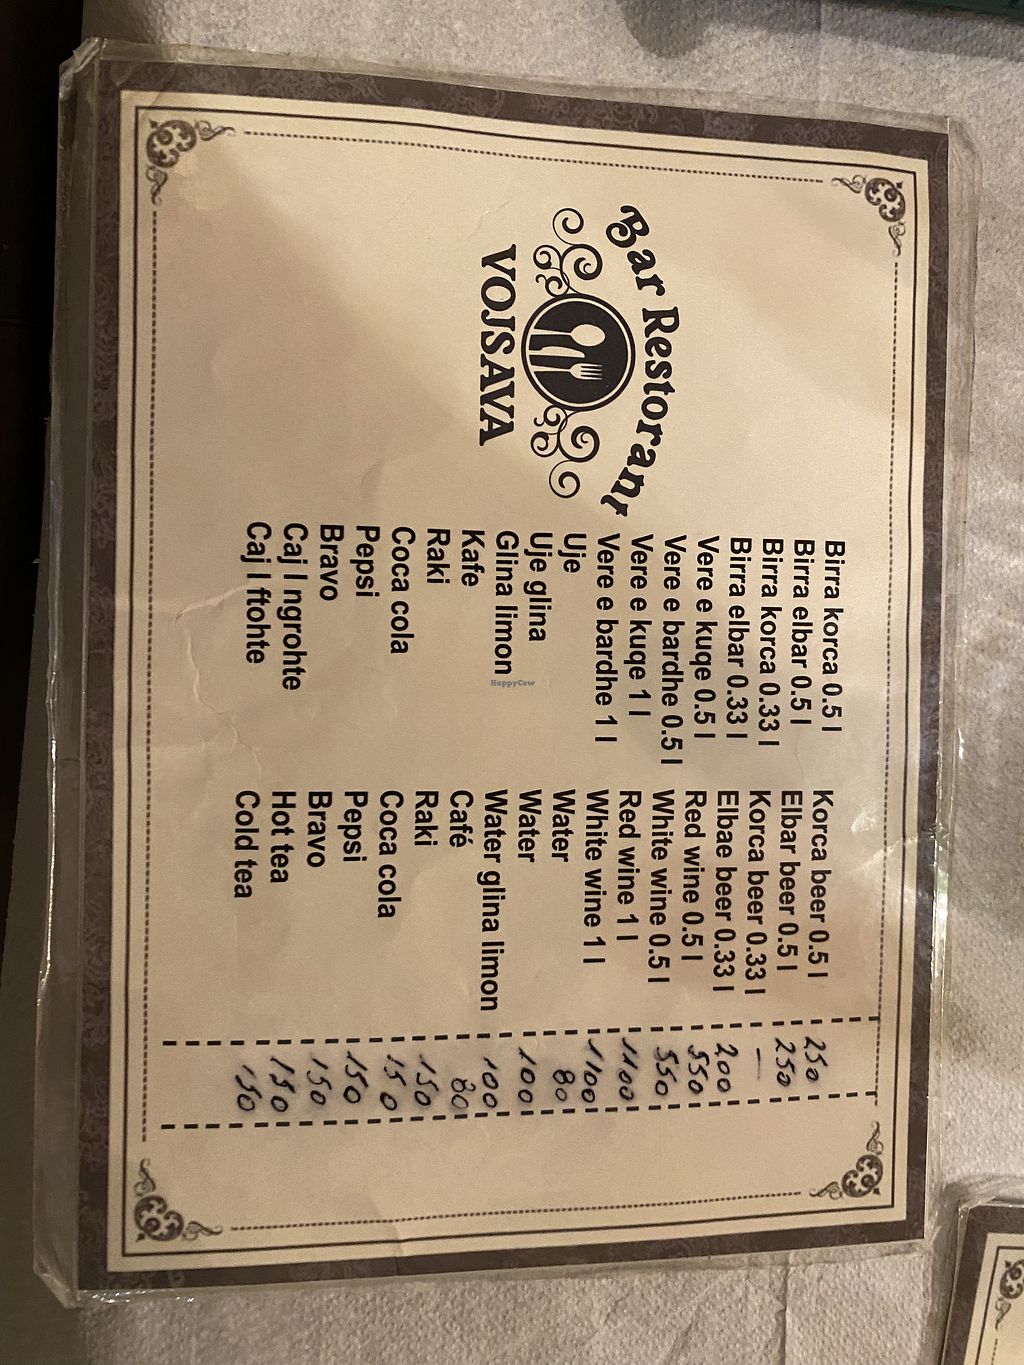 Bar Restorant
VOJSAVA
Birra korca 0.5 l Korca beer 0.5 l 250
Birra elbar 0.5 l Elbar beer 0.5 l 250
Birra korca 0.33 l Korca beer 0.33 l —
Birra elbar 0.33 l Elbae beer 0.33 l 200
Vere e kuqe 0.5 l Red wine 0.5 l 550
Vere e bardhe 0.5 l White wine 0.5 l 550
Vere e kuqe 1 l Red wine 1 l 1100
Vere e bardhe 1 l White wine 1 l 1100
Uje Water 80
Uje glina Water 100
Glina limon Water glina limon 100
Kafe Café 80
Raki Raki 150
Coca cola Coca cola 150
Pepsi Pepsi 150
Bravo Bravo 150
Caj I ngrohte Hot tea 150
Caj I ftohte Cold tea 150
HappyCow